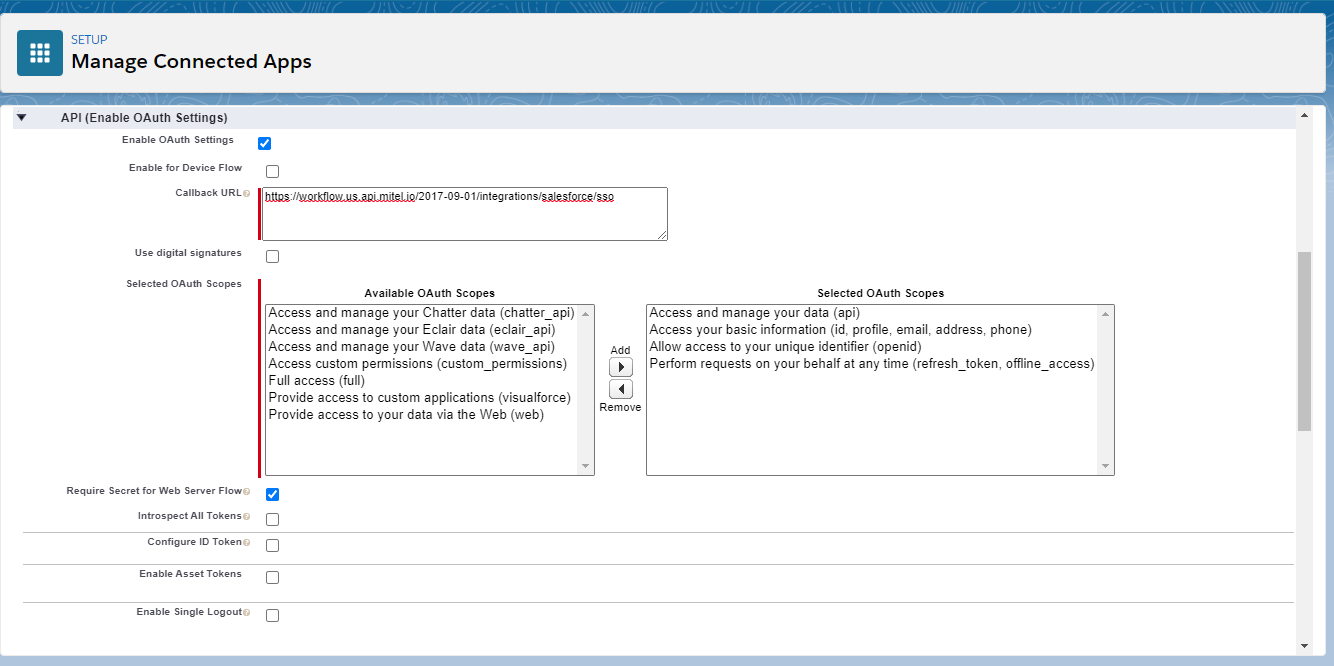 SETUP
Manage Connected Apps
API (Enable OAuth Settings)
Enable OAuth Settings
Enable for Device Flow
Callback URL
https://workflow.us.api.mitel.io/2017-09-01/integrations/salesforce/sso
Use digital signatures
Selected OAuth Scopes
Available OAuth Scopes
Access and manage your Chatter data (chatter_api)
Access and manage your Eclair data (eclair_api)
Access and manage your Wave data (wave_api)
Access custom permissions (custom_permissions)
Full access (full)
Provide access to custom applications (visualforce)
Provide access to your data via the Web (web)
Add
Remove
Selected OAuth Scopes
Access and manage your data (api)
Access your basic information (id, profile, email, address, phone)
Allow access to your unique identifier (openid)
Perform requests on your behalf at any time (refresh_token, offline_access)
Require Secret for Web Server Flow
Introspect All Tokens
Configure ID Token
Enable Asset Tokens
Enable Single Logout